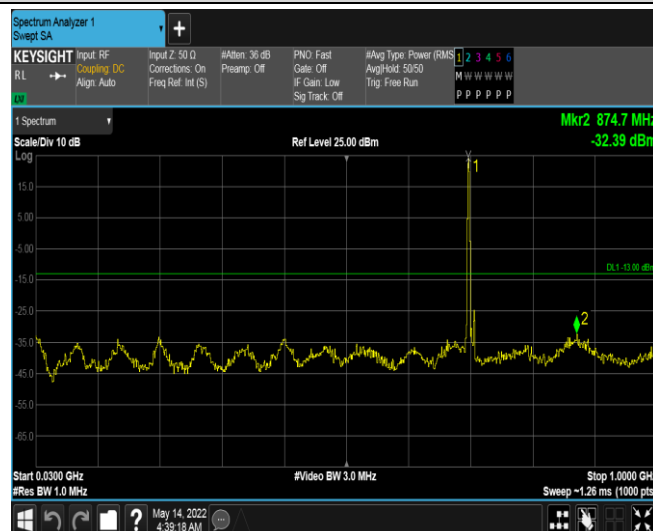 Spectrum Analyzer 1
Swept SA
+
KEYSIGHT
RL
Input: RF
Coupling: DC
Align: Auto
Input Z: 50 Ω
Corrections: On
Freq Ref: Int (S)
#Atten: 36 dB
Preamp: Off
PNO: Fast
Gate: Off
IF Gain: Low
Sig Track: Off
#Avg Type: Power (RMS
Avg|Hold: 50/50
Trig: Free Run
1 2 3 4 5 6
M W W W W W
P P P P P P
1 Spectrum
Mkr2 874.7 MHz
Scale/Div 10 dB
Ref Level 25.00 dBm
-32.39 dBm
Log
1
15.0
5.00
-5.00
DL1 -13.00 dBm
-15.0
-25.0
2
-35.0
-45.0
-55.0
-65.0
Start 0.0300 GHz
#Video BW 3.0 MHz
Stop 1.0000 GHz
#Res BW 1.0 MHz
Sweep ~1.26 ms (1000 pts)
?
May 14, 2022
4:39:18 AM